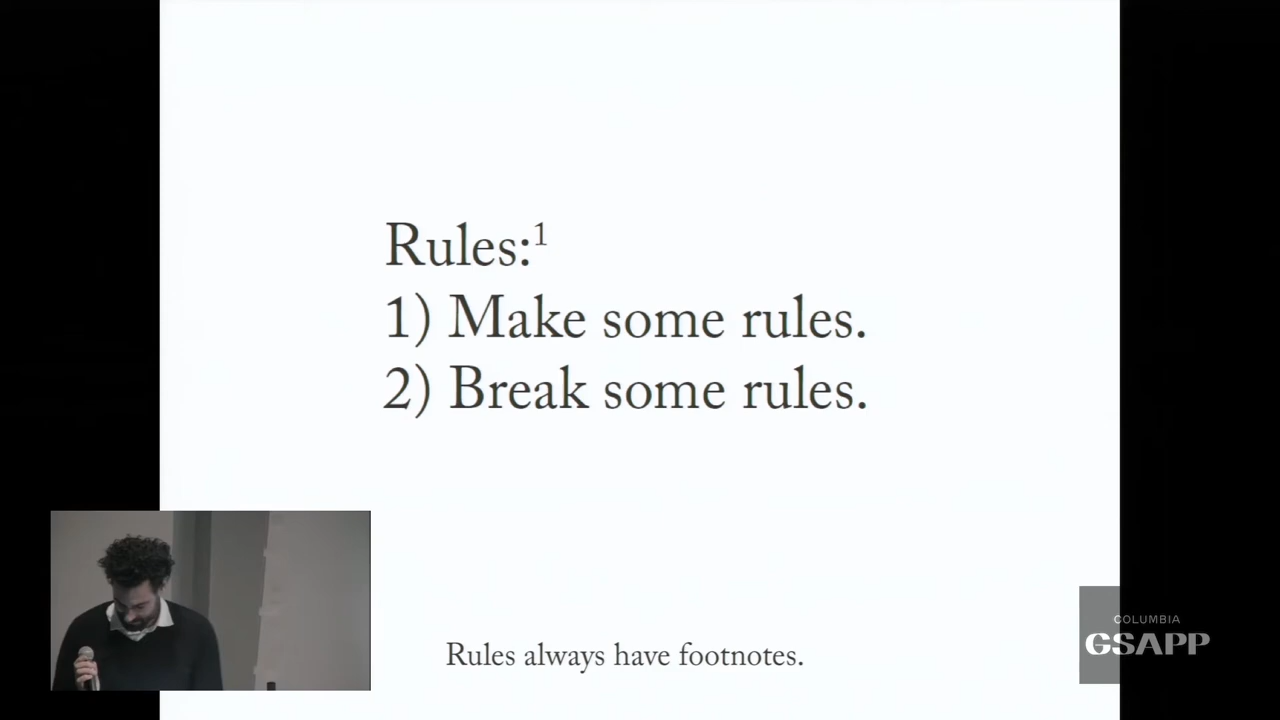 Rules:¹
1) Make some rules.
2) Break some rules.
Rules always have footnotes.
COLUMBIA
GSAPP